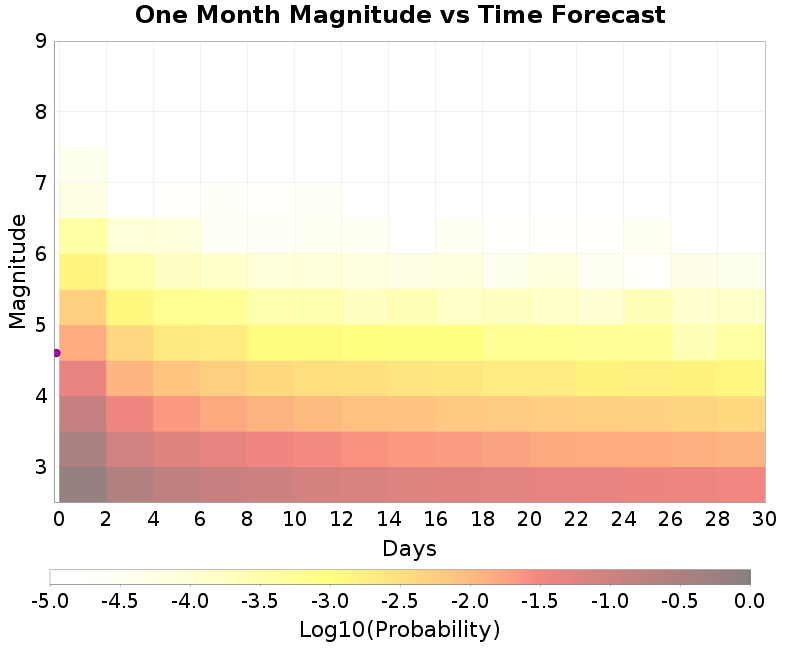 One Month Magnitude vs Time Forecast
9
8
7
6
5
4
3
Magnitude
0 2 4 6 8 10 12 14 16 18 20 22 24 26 28 30
Days
-5.0 -4.5 -4.0 -3.5 -3.0 -2.5 -2.0 -1.5 -1.0 -0.5 0.0
Log10(Probability)